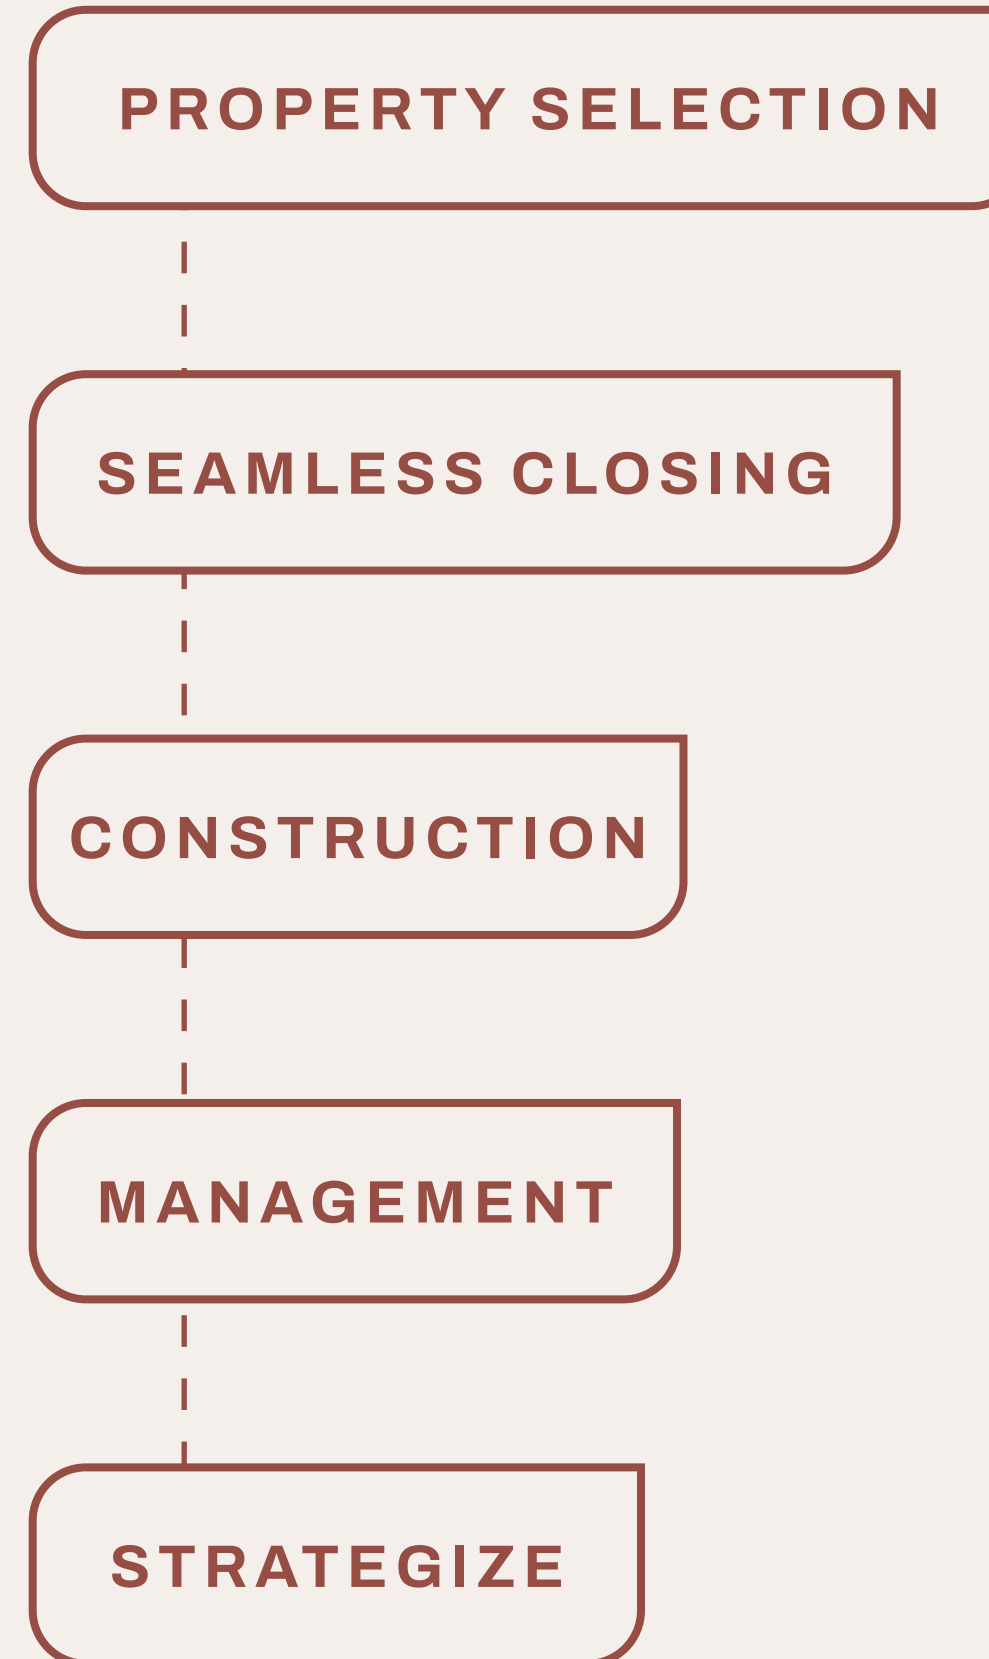 PROPERTY SELECTION
SEAMLESS CLOSING
CONSTRUCTION
MANAGEMENT
STRATEGIZE